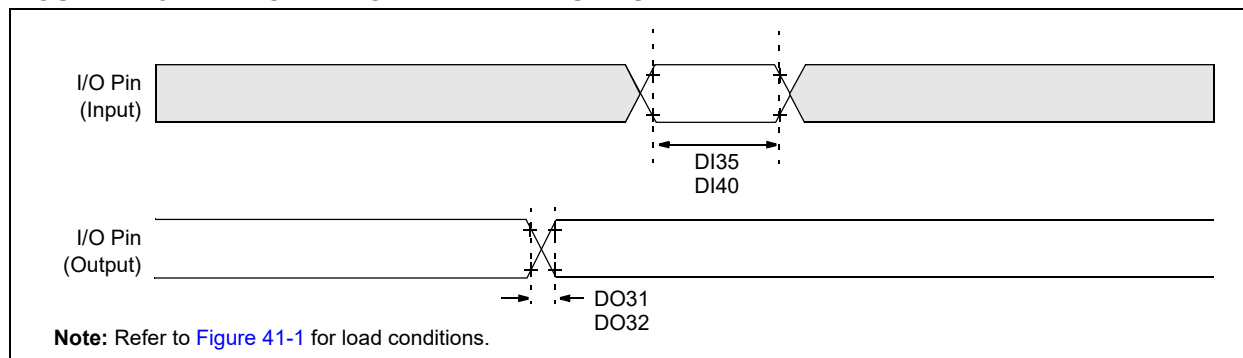 I/O Pin
(Input)
DI35
DI40
I/O Pin
(Output)
DO31
DO32
Note: Refer to Figure 41-1 for load conditions.